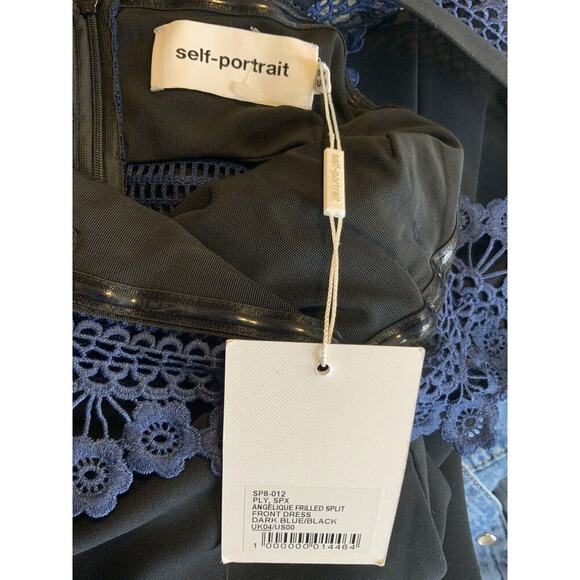 self-portrait
self-portrait
SP8-012
PLY, SPX
ANGELIQUE FRILLED SPLIT
FRONT DRESS
DARK BLUE/BLACK
UK04/US00
1 000000 014464